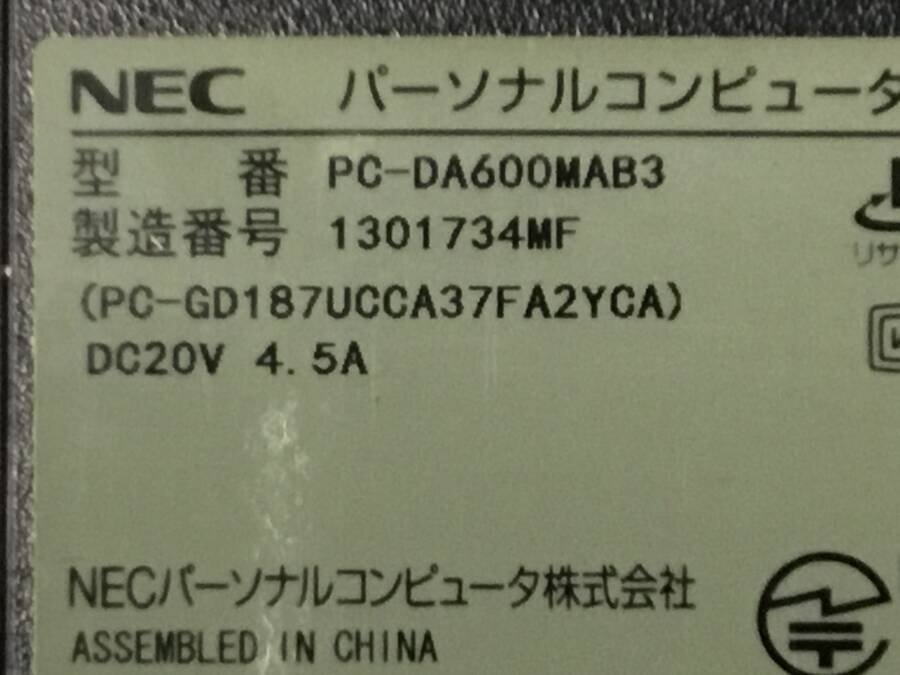 NEC パーソナルコンピュータ
型 番 PC-DA600MAB3
製造番号 1301734MF
(PC-GD187UCCA37FA2YCA)
リサ
DC20V 4.5A
NECパーソナルコンピュータ株式会社
ASSEMBLED IN CHINA